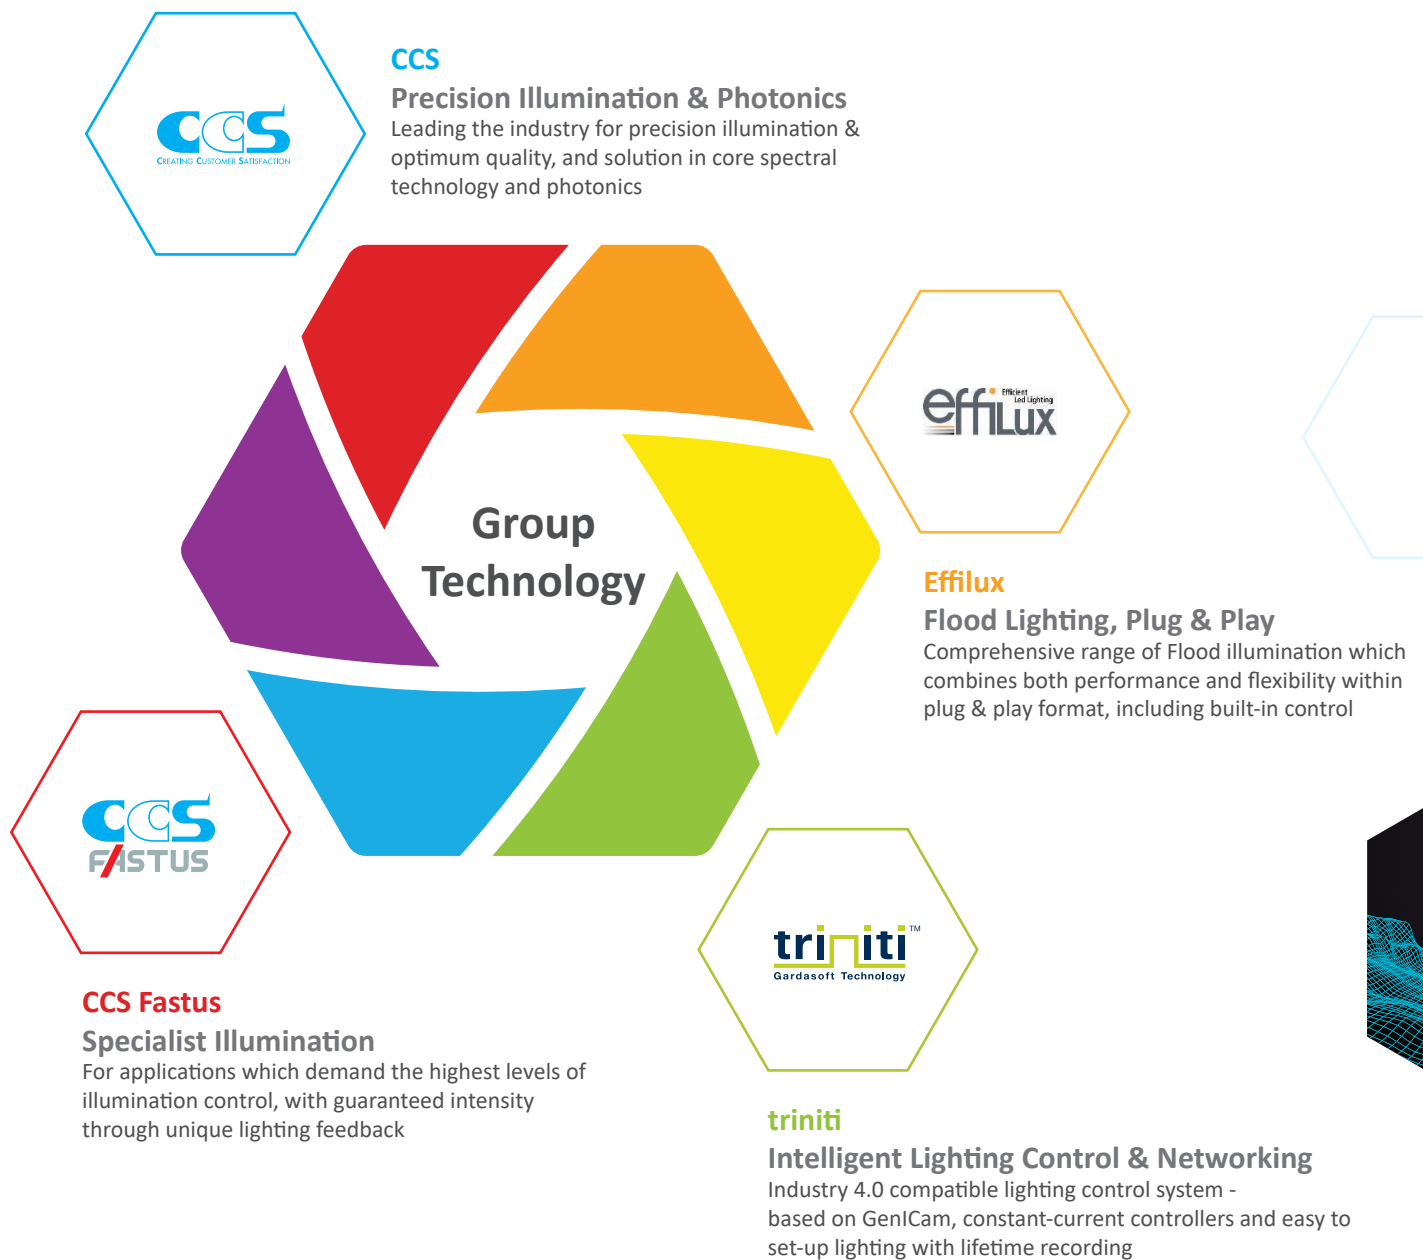 CCS
CREATING CUSTOMER SATISFACTION
CCS
Precision Illumination & Photonics
Leading the industry for precision illumination &
optimum quality, and solution in core spectral
technology and photonics
Group
Technology
effiLux
Efficient
Led Lighting
Effilux
Flood Lighting, Plug & Play
Comprehensive range of Flood illumination which
combines both performance and flexibility within
plug & play format, including built-in control
CCS
FASTUS
CCS Fastus
Specialist Illumination
For applications which demand the highest levels of
illumination control, with guaranteed intensity
through unique lighting feedback
triniti™
Gardasoft Technology
triniti
Intelligent Lighting Control & Networking
Industry 4.0 compatible lighting control system -
based on GenICam, constant-current controllers and easy to
set-up lighting with lifetime recording